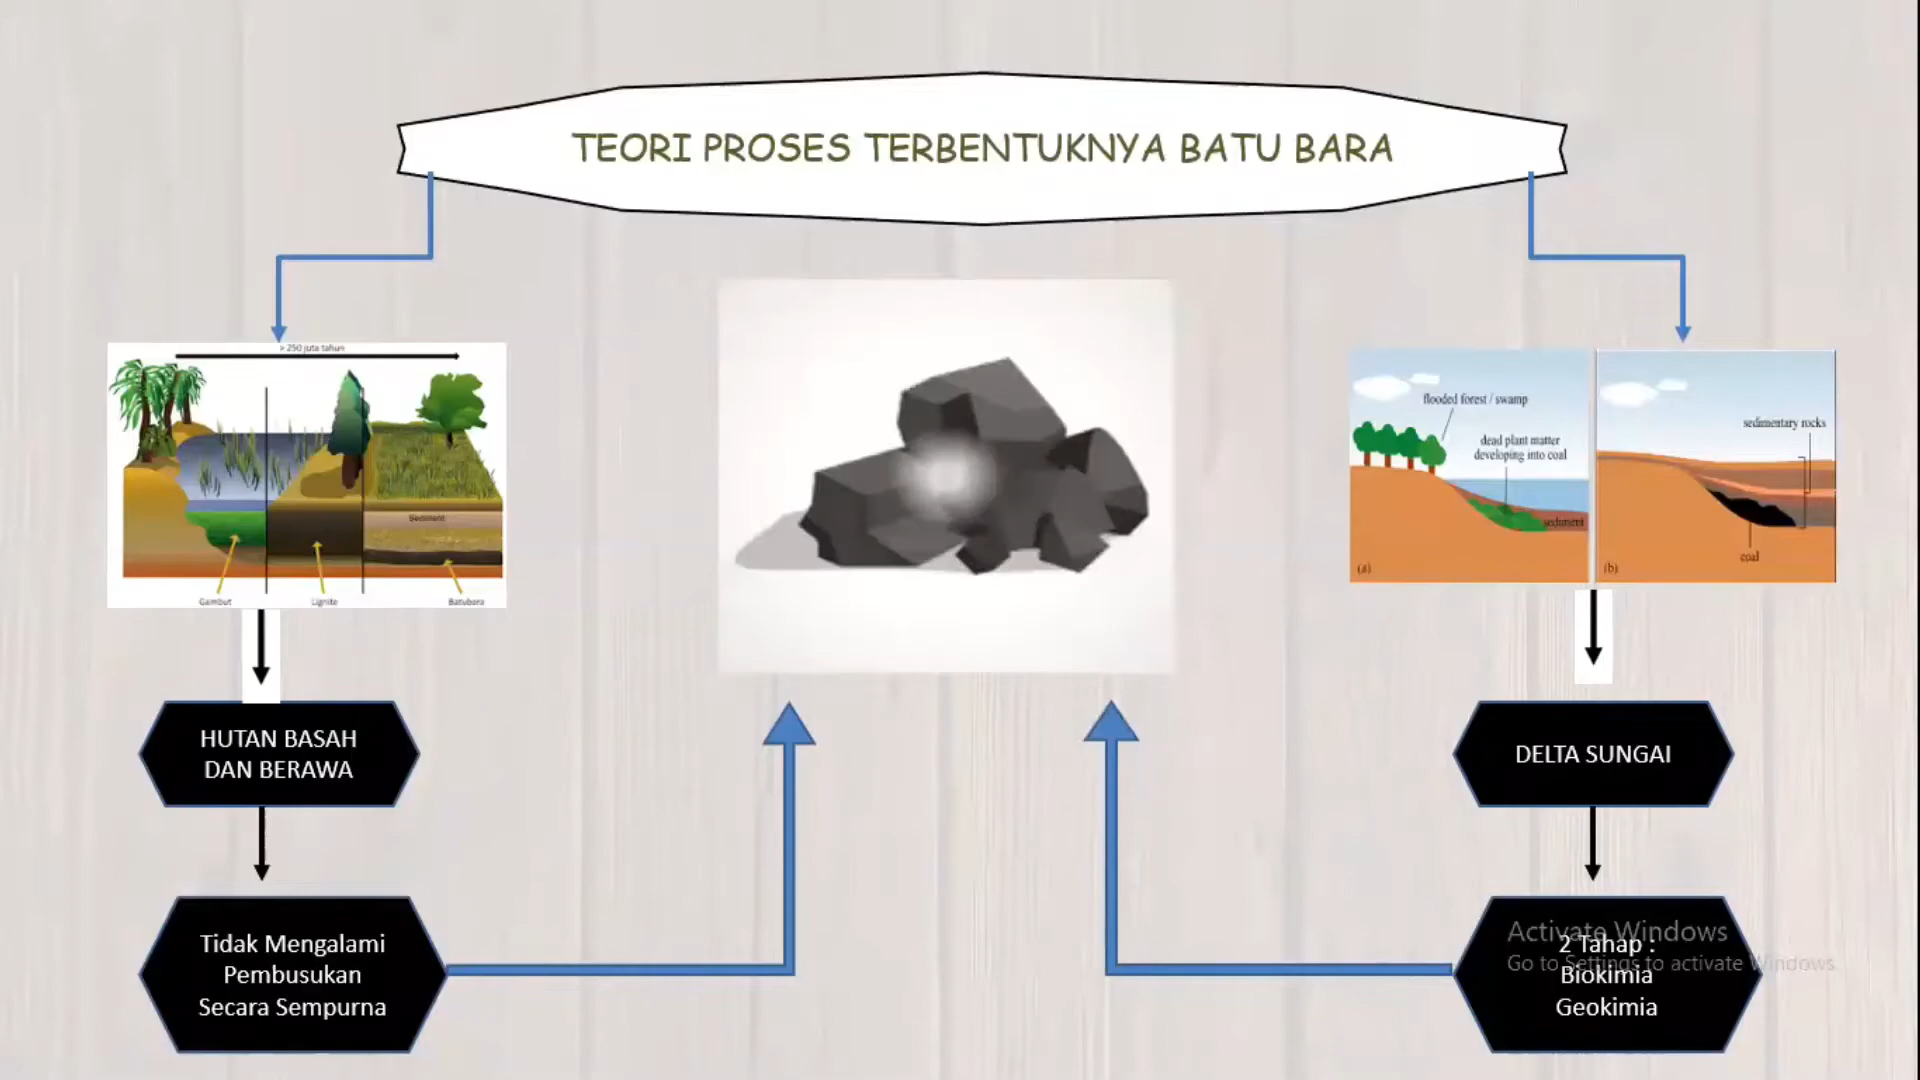 TEORI PROSES TERBENTUKNYA BATU BARA
> 250 juta tahun
Sediment
Gambut
Lignite
Batubara
flooded forest / swamp
dead plant matter
developing into coal
sediment
(a)
sedimentary rocks
coal
(b)
HUTAN BASAH
DAN BERAWA
Tidak Mengalami
Pembusukan
Secara Sempurna
DELTA SUNGAI
2 Tahap :
Biokimia
Geokimia
Activate Windows
Go to Settings to activate Windows.